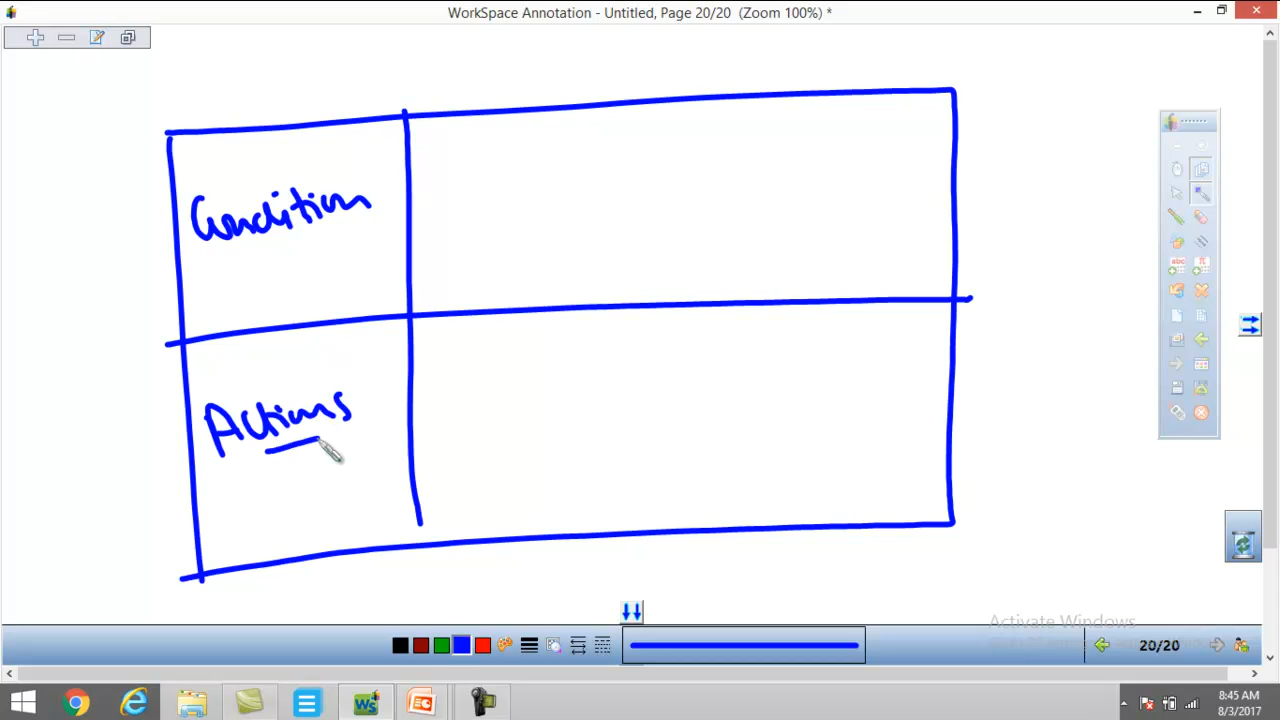 WorkSpace Annotation - Untitled, Page 20/20 (Zoom 100%) *
Condition
Actions
abc
π
Activate Windows
20/20
8:45 AM
8/3/2017